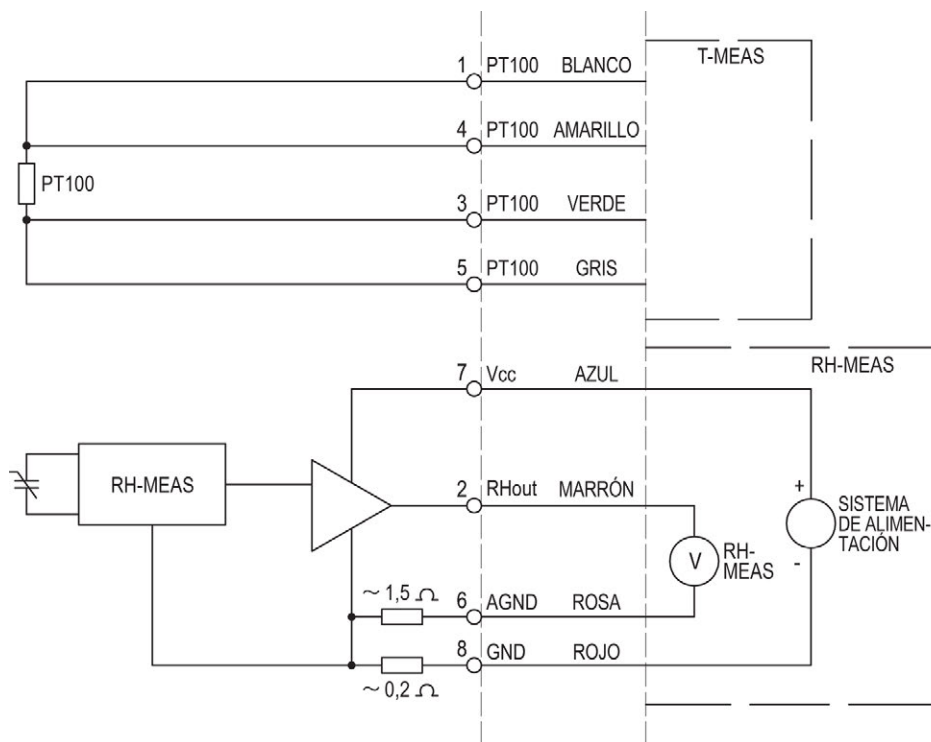 T-MEAS
1 PT100 BLANCO
4 PT100 AMARILLO
PT100
3 PT100 VERDE
5 PT100 GRIS
RH-MEAS
7 Vcc AZUL
RH-MEAS
2 RHout MARRÓN
+
SISTEMA
DE ALIMEN-
TACIÓN
-
V
RH-
MEAS
~ 1,5 Ω
6 AGND ROSA
8 GND ROJO
~ 0,2 Ω